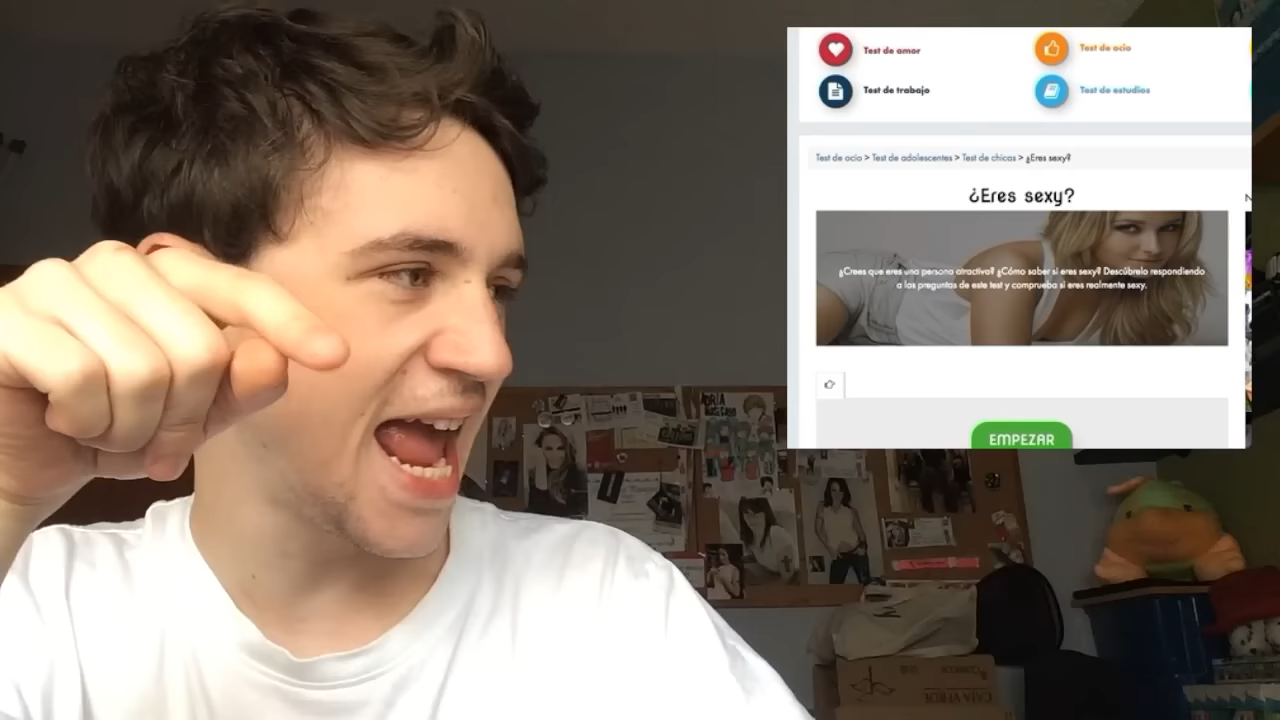 Test de amor
Test de ocio
Test de trabajo
Test de estudios
Test de ocio > Test de adolescentes > Test de chicas > ¿Eres sexy?
¿Eres sexy?
¿Crees que eres una persona atractiva? ¿Cómo saber si eres sexy? Descúbrelo respondiendo
a las preguntas de este test y comprueba si eres realmente sexy.
EMPEZAR
CAJA VERDE